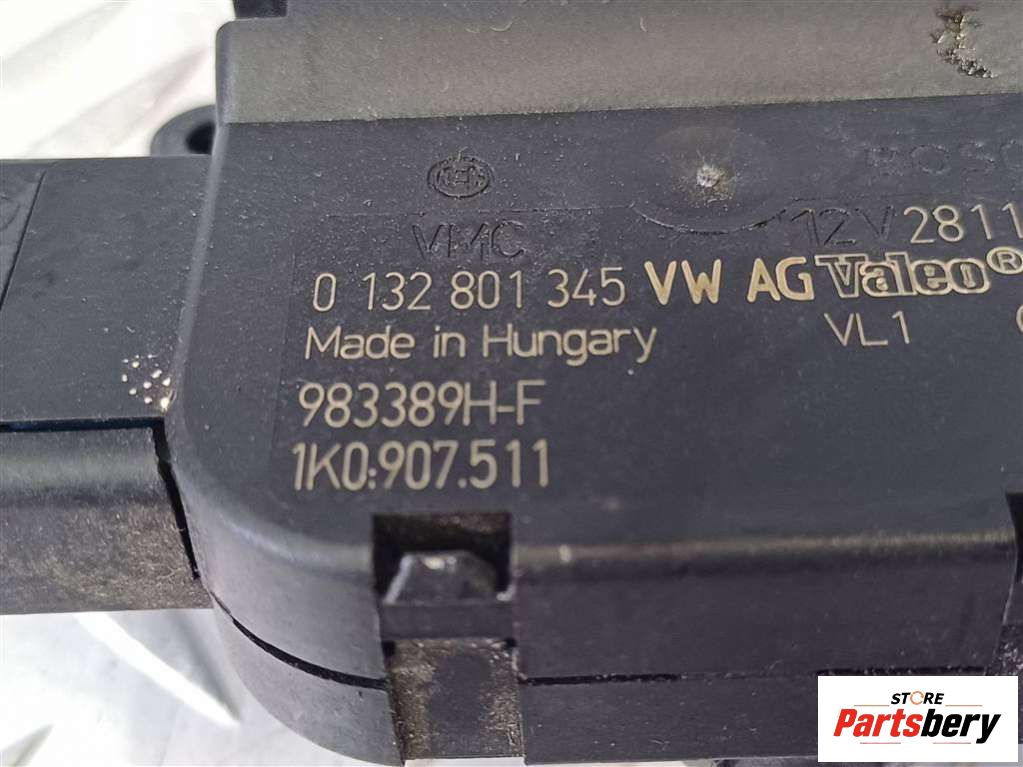 VMC
12V 2811
0 132 801 345 VW AG Valeo®
Made in Hungary VL1
983389H-F
1K0.907.511
STORE
Partsbery